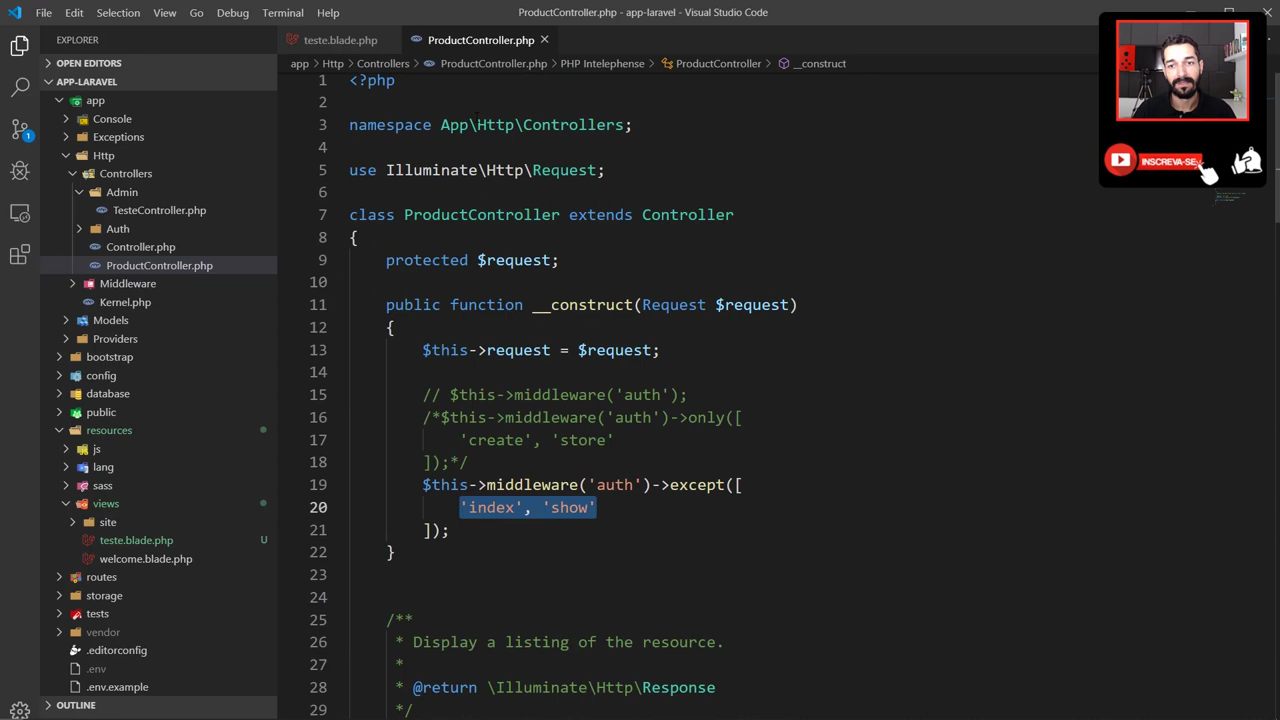 File Edit Selection View Go Debug Terminal Help
ProductController.php - app-laravel - Visual Studio Code
EXPLORER
OPEN EDITORS
APP-LARAVEL
app
Console
Exceptions
Http
Controllers
Admin
TesteController.php
Auth
Controller.php
ProductController.php
Middleware
Kernel.php
Models
Providers
bootstrap
config
database
public
resources
js
lang
sass
views
site
teste.blade.php U
welcome.blade.php
routes
storage
tests
vendor
.editorconfig
.env
.env.example
OUTLINE
1
teste.blade.php
ProductController.php
app > Http > Controllers > ProductController.php > PHP Intelephense > ProductController > __construct
1 <?php
2
3 namespace App\Http\Controllers;
4
5 use Illuminate\Http\Request;
6
7 class ProductController extends Controller
8 {
9 protected $request;
10
11 public function __construct(Request $request)
12 {
13 $this->request = $request;
14
15 // $this->middleware('auth');
16 /*$this->middleware('auth')->only([
17 'create', 'store'
18 ]);*/
19 $this->middleware('auth')->except([
20 'index', 'show'
21 ]);
22 }
23
24
25 /**
26 * Display a listing of the resource.
27 *
28 * @return \Illuminate\Http\Response
29 */
INSCREVA-SE